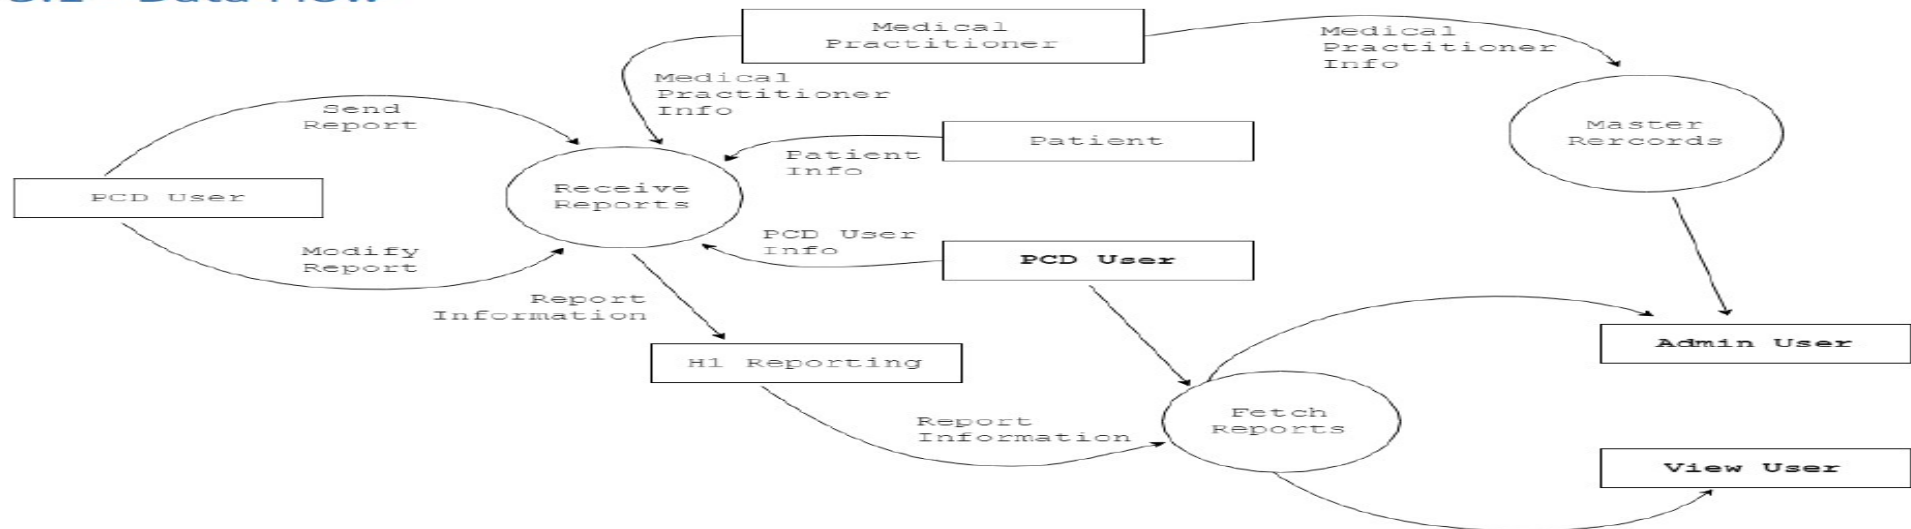 Data Flow
Medical
Practitioner
Medical
Practitioner
Info
Medical
Practitioner
Info
Send
Report
Patient
Master
Rercords
Patient
Info
Receive
Reports
PCD User
PCD User
Info
Modify
Report
PCD User
Report
Information
Admin User
H1 Reporting
Fetch
Reports
Report
Information
View User